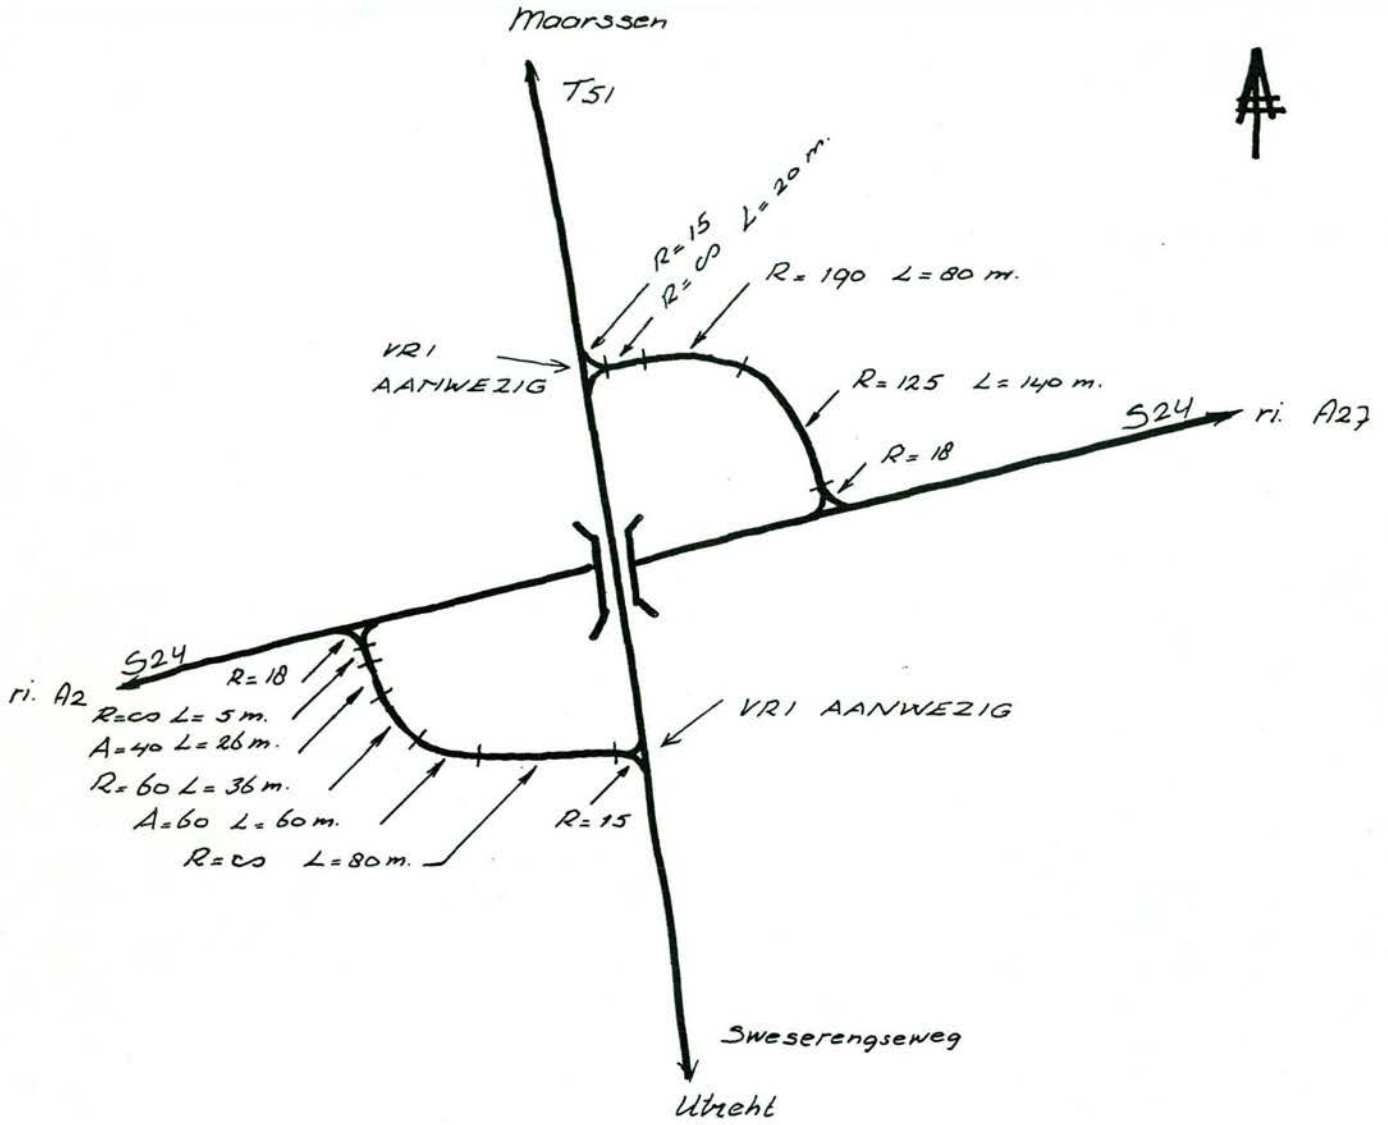 Maarssen
T51
R=15
R=∞ L=20 m.
R=190 L=80 m.
VRI
AANWEZIG
R=125 L=140 m.
S24
ri. A27
R=18
S24
ri. A2
R=18
R=∞ L=5 m.
A=40 L=26 m.
R=60 L=36 m.
A=60 L=60 m.
R=∞ L=80 m.
R=15
VRI AANWEZIG
Sweserengseweg
Utreht